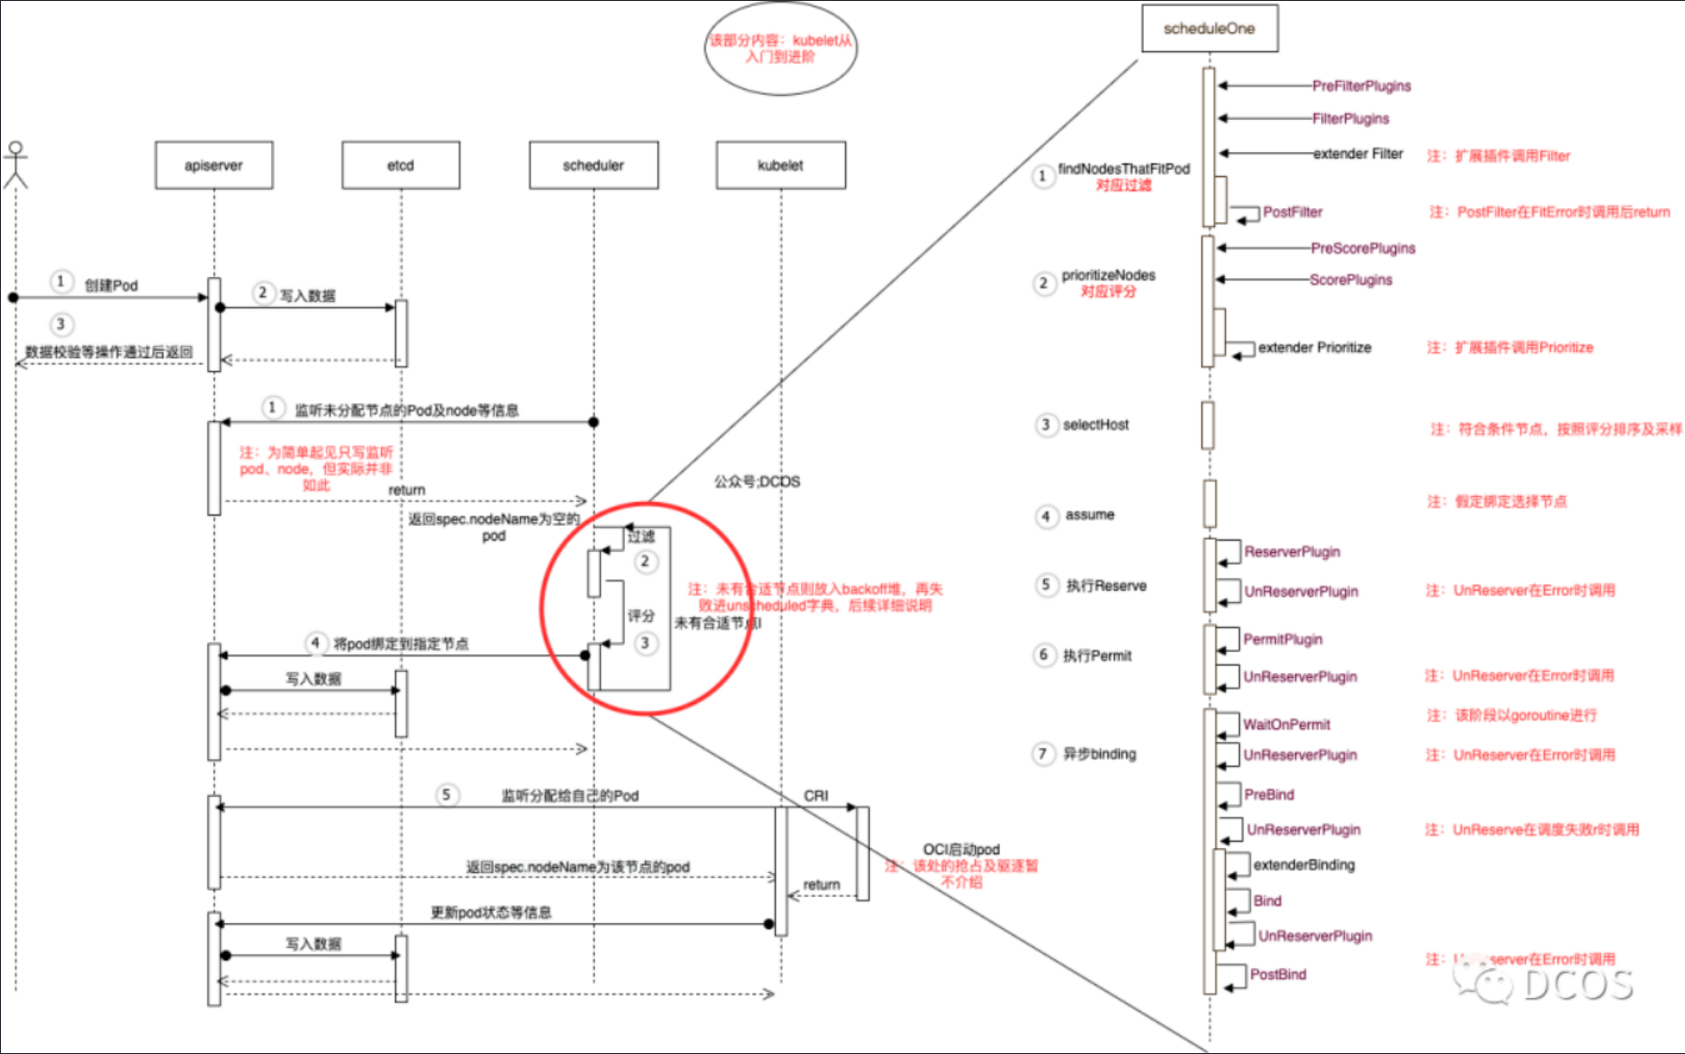 该部分内容：kubelet从
入门到进阶
apiserver
etcd
scheduler
kubelet
1 创建Pod
2 写入数据
3
数据校验等操作通过后返回
1 监听未分配节点的Pod及node等信息
注：为简单起见只写监听
pod、node，但实际并非
如此
return
公众号;DCOS
返回spec.nodeName为空的
pod
过滤
2
注：未有合适节点则放入backoff堆，再失
败进unscheduled字典，后续详细说明
评分
未有合适节点l
3
4 将pod绑定到指定节点
写入数据
5 监听分配给自己的Pod
CRI
OCI启动pod
注：该处的抢占及驱逐暂
不介绍
返回spec.nodeName为该节点的pod
return
更新pod状态等信息
写入数据
scheduleOne
PreFilterPlugins
FilterPlugins
extender Filter
注：扩展插件调用Filter
1 findNodesThatFitPod
对应过滤
PostFilter
注：PostFilter在FitError时调用后return
PreScorePlugins
2 prioritizeNodes
对应评分
ScorePlugins
extender Prioritize
注：扩展插件调用Prioritize
3 selectHost
注：符合条件节点，按照评分排序及采样
4 assume
注：假定绑定选择节点
ReserverPlugin
5 执行Reserve
UnReserverPlugin
注：UnReserver在Error时调用
PermitPlugin
6 执行Permit
UnReserverPlugin
注：UnReserver在Error时调用
注：该阶段以goroutine进行
WaitOnPermit
7 异步binding
UnReserverPlugin
注：UnReserver在Error时调用
PreBind
UnReserverPlugin
注：UnReserve在调度失败r时调用
extenderBinding
Bind
UnReserverPlugin
注：UnReserver在Error时调用
PostBind
DCOS